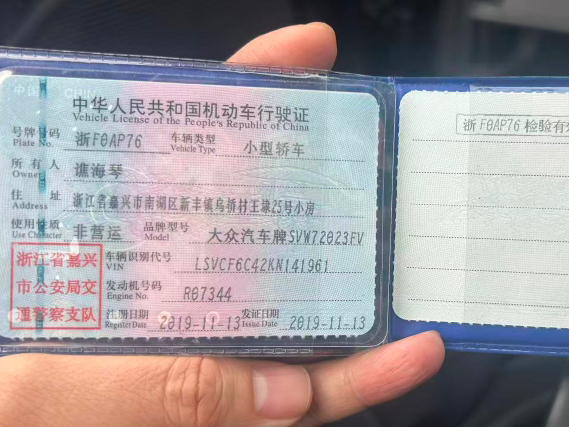 中华人民共和国机动车行驶证
Vehicle License of the People's Republic of China
号牌号码 浙F0AP76 车辆类型 小型轿车
Plate No. Vehicle Type
所有人 谯海琴
Owner
住址 浙江省嘉兴市南湖区新丰镇乌桥村王埭25号小房
Address
使用性质 非营运 品牌型号 大众汽车牌SVW72023FV
Use Character Model
浙江省嘉兴
市公安局交
通警察支队
车辆识别代号 LSVCF6C42KN141961
VIN
发动机号码 R07344
Engine No.
注册日期 2019-11-13 发证日期 2019-11-13
Register Date Issue Date
浙F0AP76 检验有